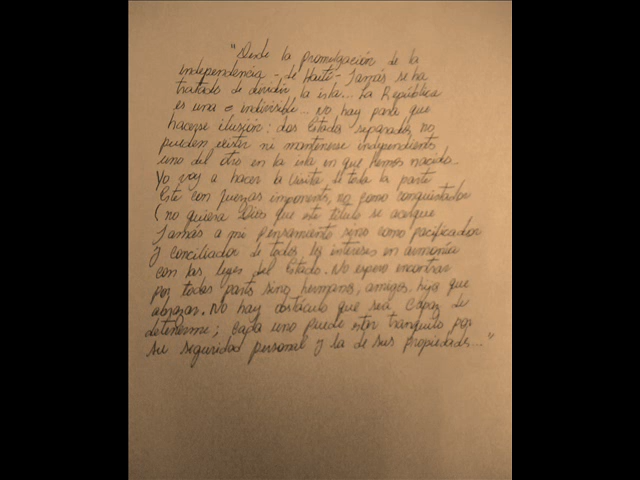 "Desde la promulgación de la
independencia - de Haití - Jamás se ha
tratado de dividir la isla... La República
es una e indivisible... No hay para que
hacerse ilusión: dos Estados separados no
pueden existir ni mantenerse independiente
uno del otro en la isla en que hemos nacido...
Yo voy a hacer la visita de toda la parte
Este con fuerzas imponents, no como conquistador
(no quiera Dios que este titulo se acerque
Jamás a mi pensamiento sino como pacificador
y conciliador de todos los intereses en armonía
con las leyes del Estado. No espero encontrar
por todas parts sino hermanos, amigos, hijos que
abrazar. No hay obstáculo que sea capaz de
detenerme; Cada uno puede estar tranquilo por
su seguridad personal y la de sus propiedades..."